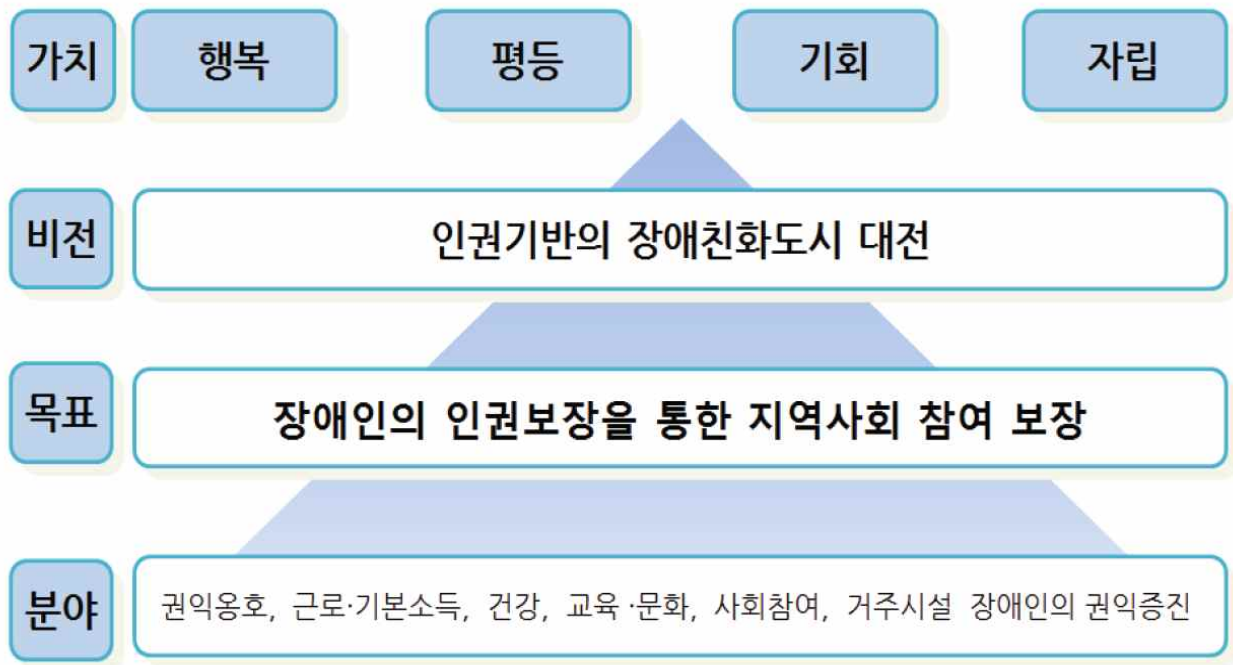 가치 행복 평등 기회 자립
비전 인권기반의 장애친화도시 대전
목표 장애인의 인권보장을 통한 지역사회 참여 보장
분야 권익옹호, 근로·기본소득, 건강, 교육 ·문화, 사회참여, 거주시설 장애인의 권익증진